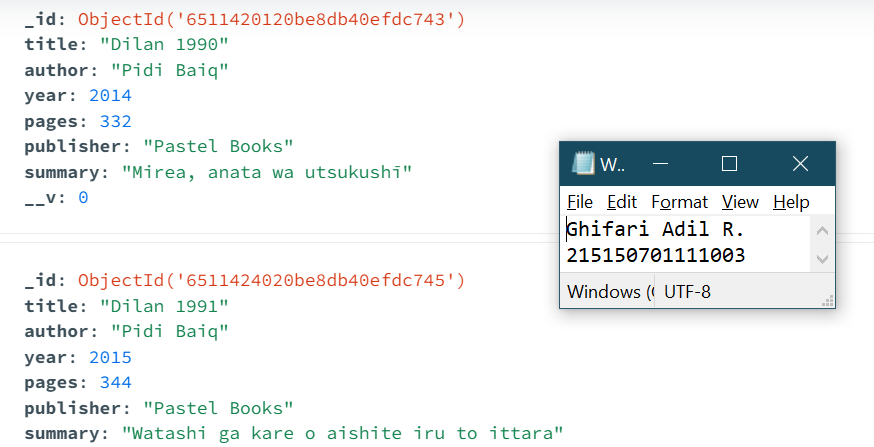 _id: ObjectId('6511420120be8db40efdc743')
title: "Dilan 1990"
author: "Pidi Baiq"
year: 2014
pages: 332
publisher: "Pastel Books"
summary: "Mirea, anata wa utsukushī"
__v: 0
_id: ObjectId('6511424020be8db40efdc745')
title: "Dilan 1991"
author: "Pidi Baiq"
year: 2015
pages: 344
publisher: "Pastel Books"
summary: "Watashi ga kare o aishite iru to ittara"
W..
File Edit Format View Help
Ghifari Adil R.
215150701111003
Windows (C UTF-8